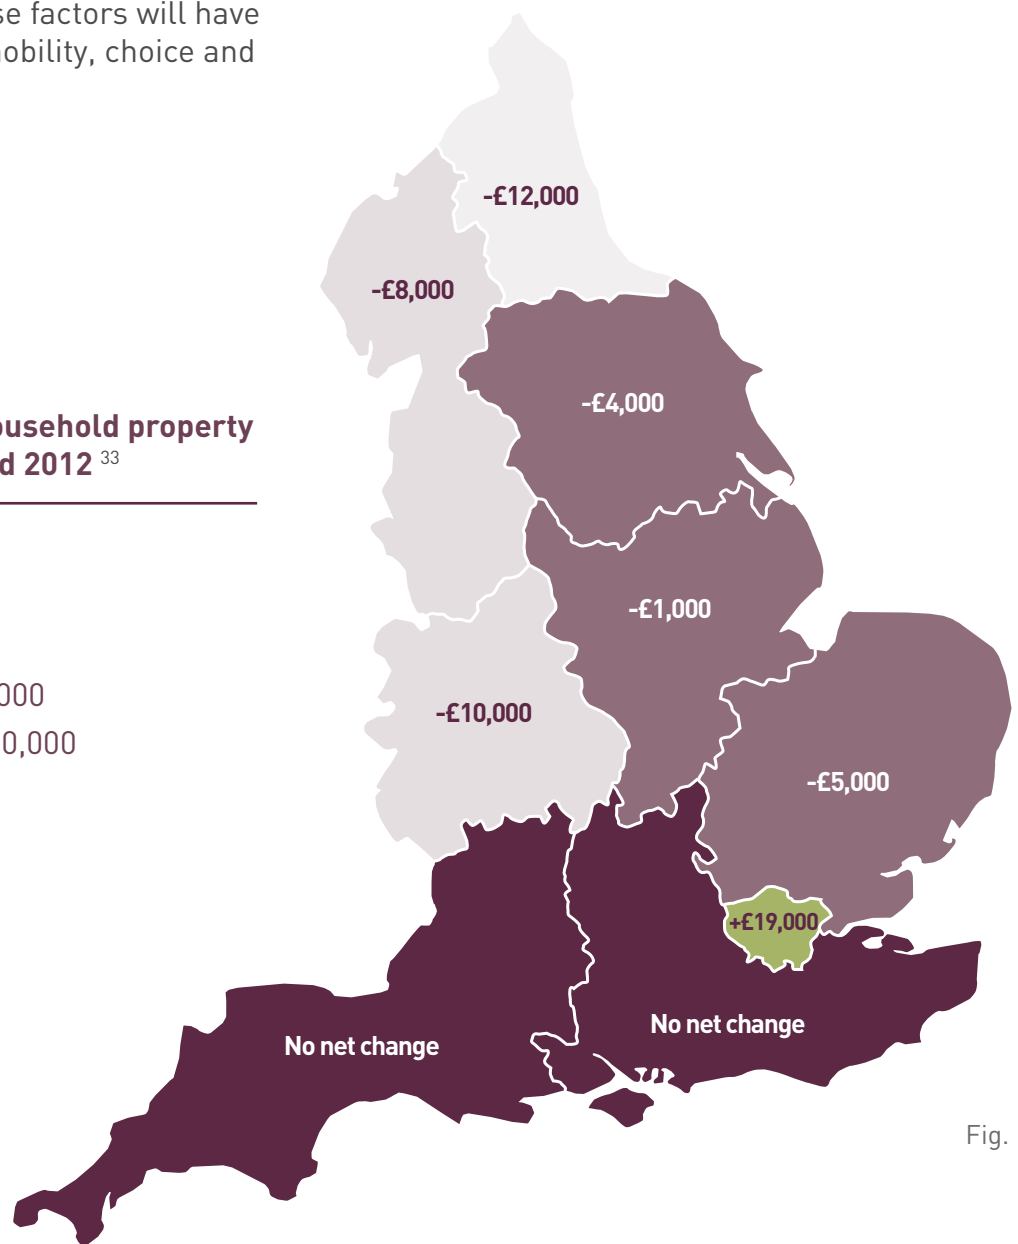 se factors will have
obility, choice and
-£12,000
-£8,000
-£4,000
ousehold property
d 2012 33
-£1,000
000
-£10,000
0,000
-£5,000
+£19,000
No net change
No net change
Fig.